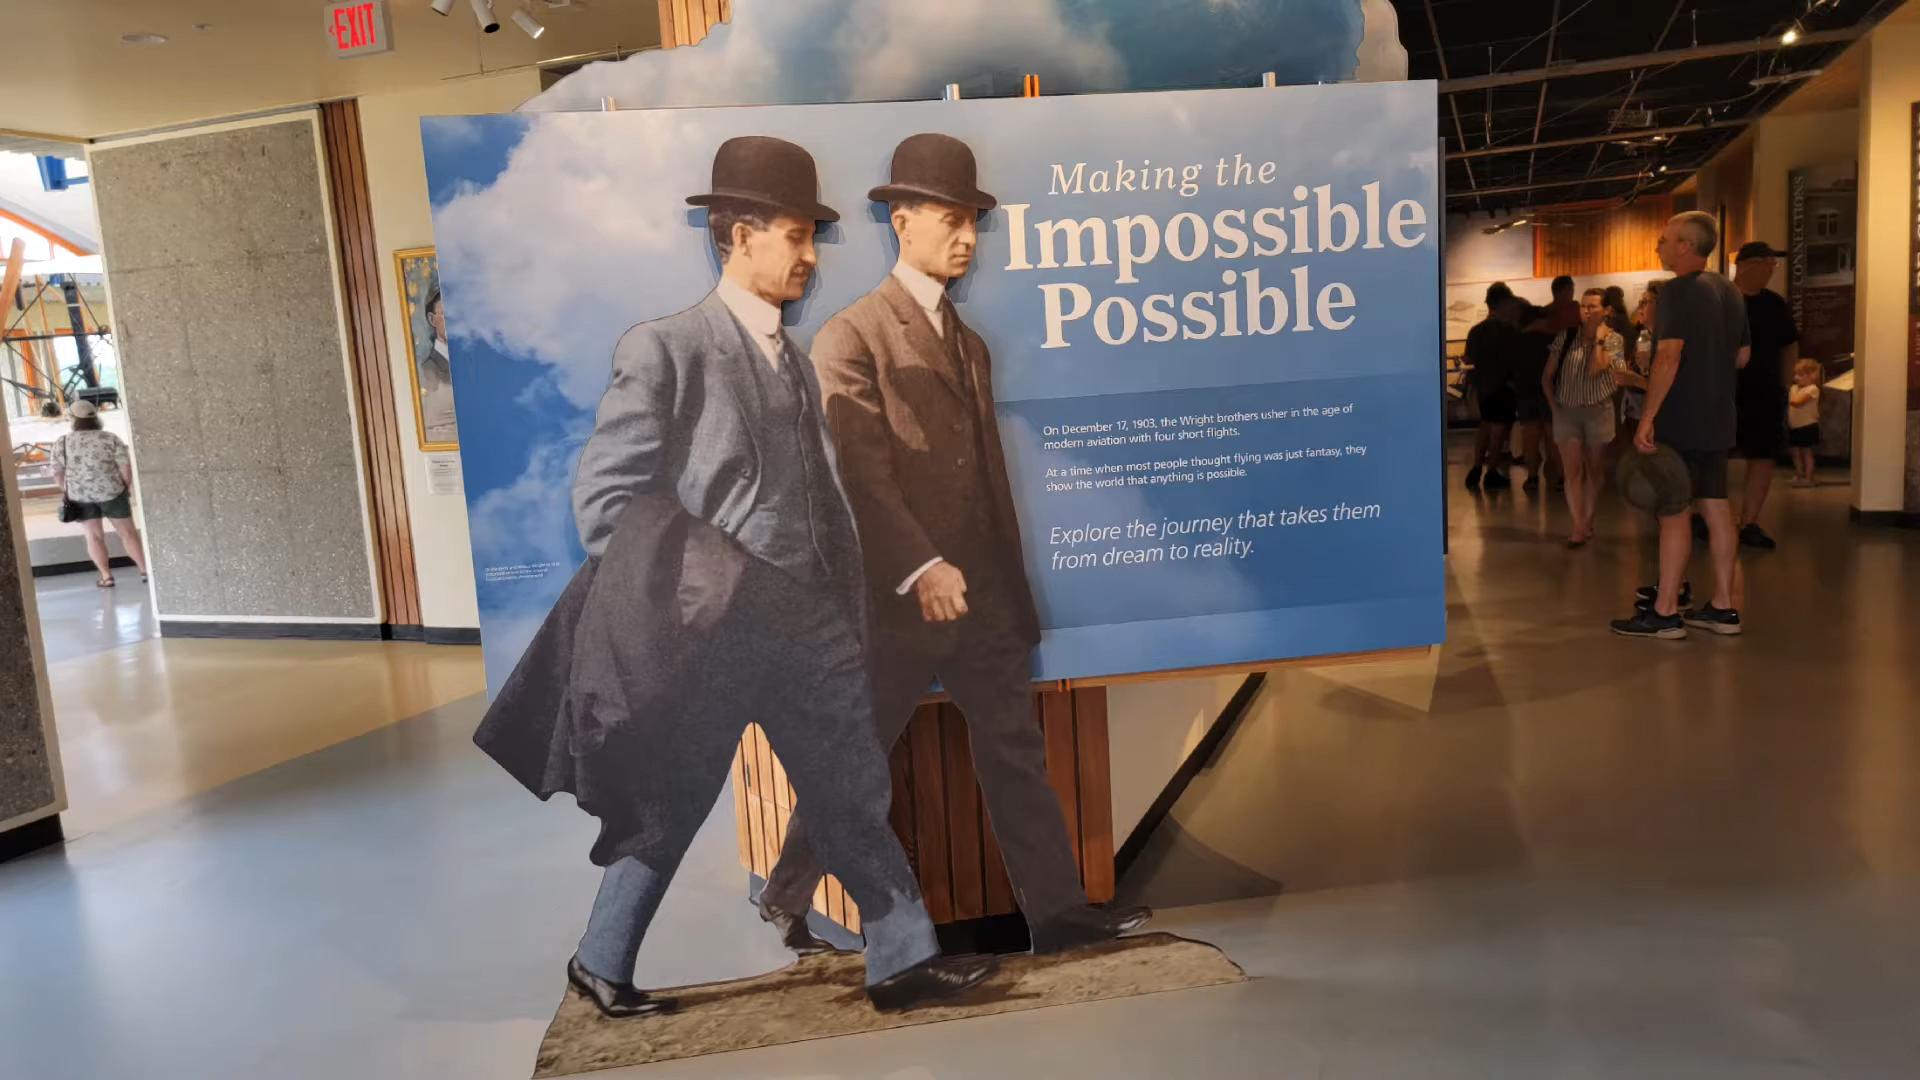 EXIT
Making the
Impossible
Possible
On December 17, 1903, the Wright brothers usher in the age of
modern aviation with four short flights.
At a time when most people thought flying was just fantasy, they
show the world that anything is possible.
Explore the journey that takes them
from dream to reality.
MAKE CONNECTIONS